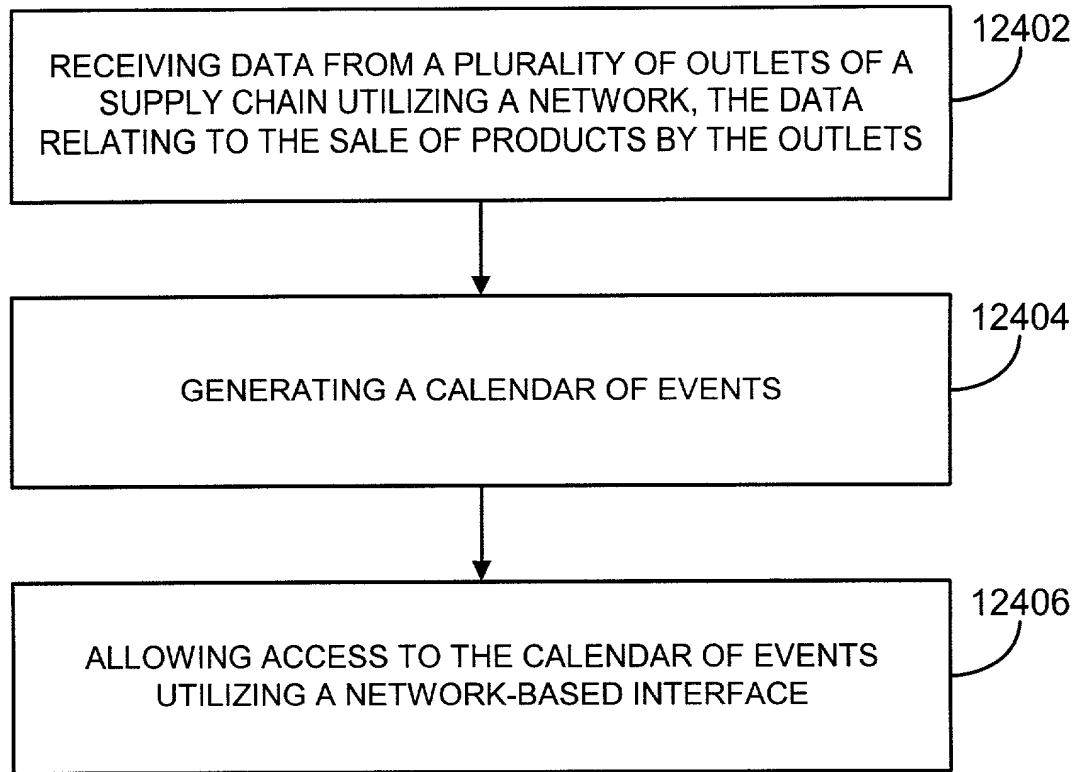 12402
RECEIVING DATA FROM A PLURALITY OF OUTLETS OF A
SUPPLY CHAIN UTILIZING A NETWORK, THE DATA
RELATING TO THE SALE OF PRODUCTS BY THE OUTLETS
12404
GENERATING A CALENDAR OF EVENTS
12406
ALLOWING ACCESS TO THE CALENDAR OF EVENTS
UTILIZING A NETWORK-BASED INTERFACE